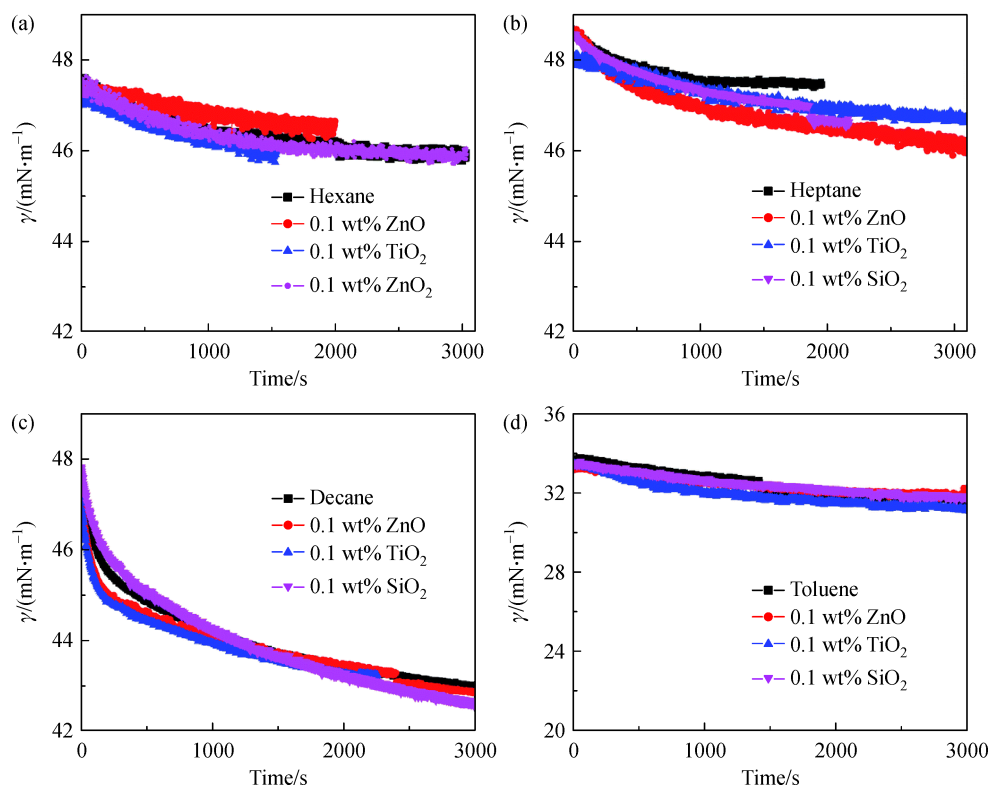 (a)
48
46
44
42
γ/(mN·m⁻¹)
Hexane
0.1 wt% ZnO
0.1 wt% TiO₂
0.1 wt% ZnO₂
0 1000 2000 3000
Time/s
(b)
48
46
44
42
γ/(mN·m⁻¹)
Heptane
0.1 wt% ZnO
0.1 wt% TiO₂
0.1 wt% SiO₂
0 1000 2000 3000
Time/s
(c)
48
46
44
42
γ/(mN·m⁻¹)
Decane
0.1 wt% ZnO
0.1 wt% TiO₂
0.1 wt% SiO₂
0 1000 2000 3000
Time/s
(d)
36
32
28
24
20
γ/(mN·m⁻¹)
Toluene
0.1 wt% ZnO
0.1 wt% TiO₂
0.1 wt% SiO₂
0 1000 2000 3000
Time/s